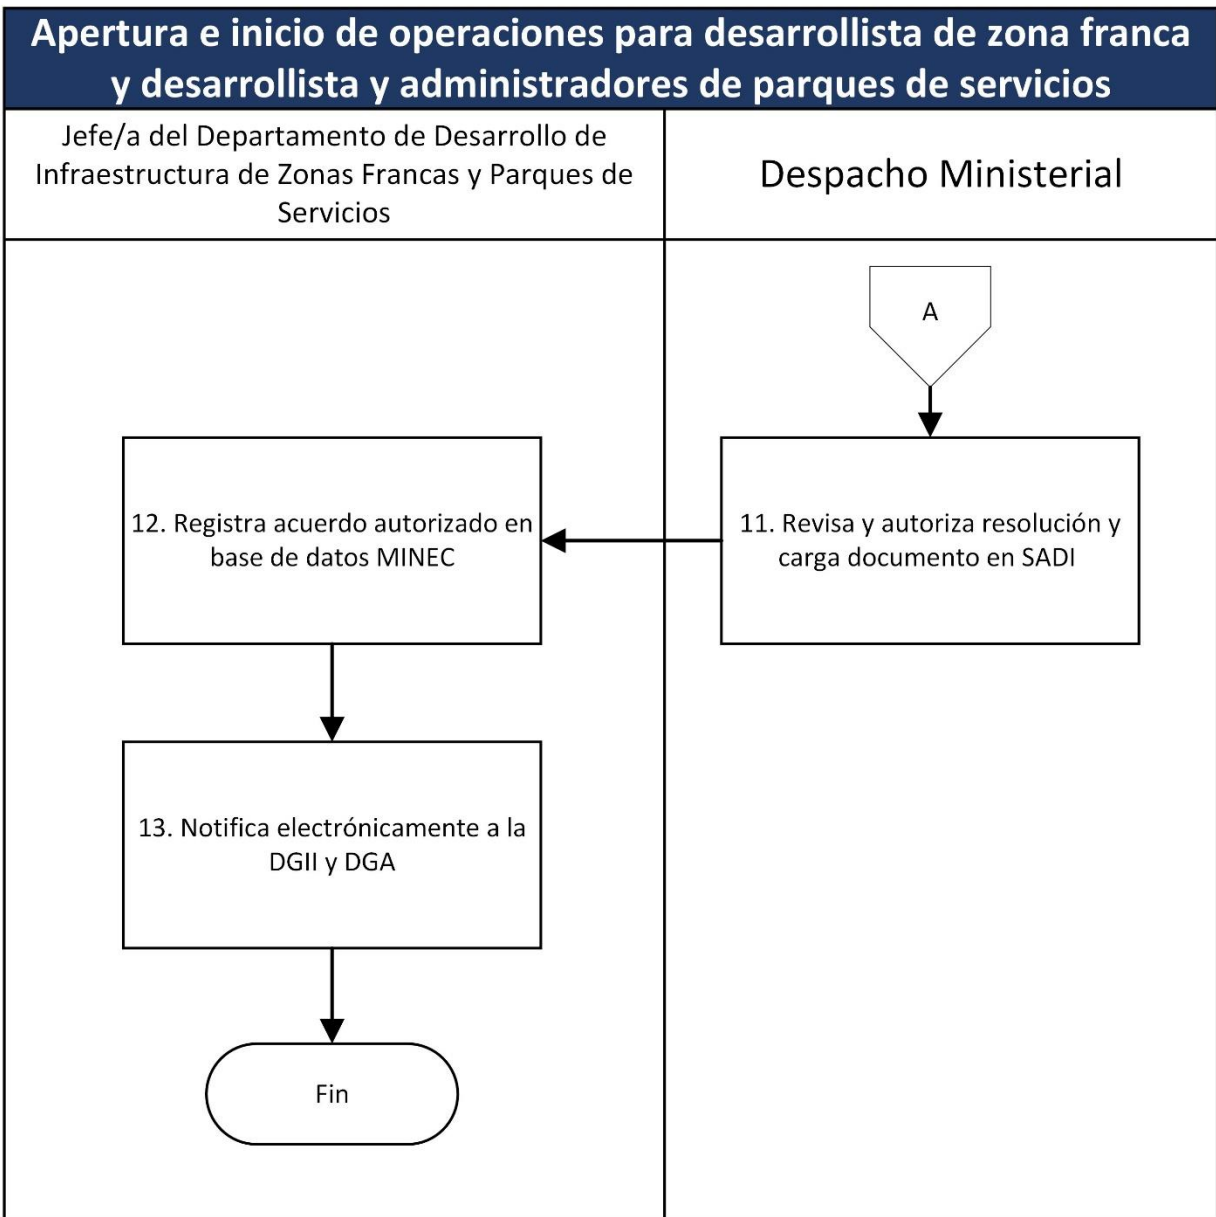 Apertura e inicio de operaciones para desarrollista de zona franca
y desarrollista y administradores de parques de servicios
Jefe/a del Departamento de Desarrollo de
Infraestructura de Zonas Francas y Parques de
Servicios
Despacho Ministerial
A
11. Revisa y autoriza resolución y
carga documento en SADI
12. Registra acuerdo autorizado en
base de datos MINEC
13. Notifica electrónicamente a la
DGII y DGA
Fin